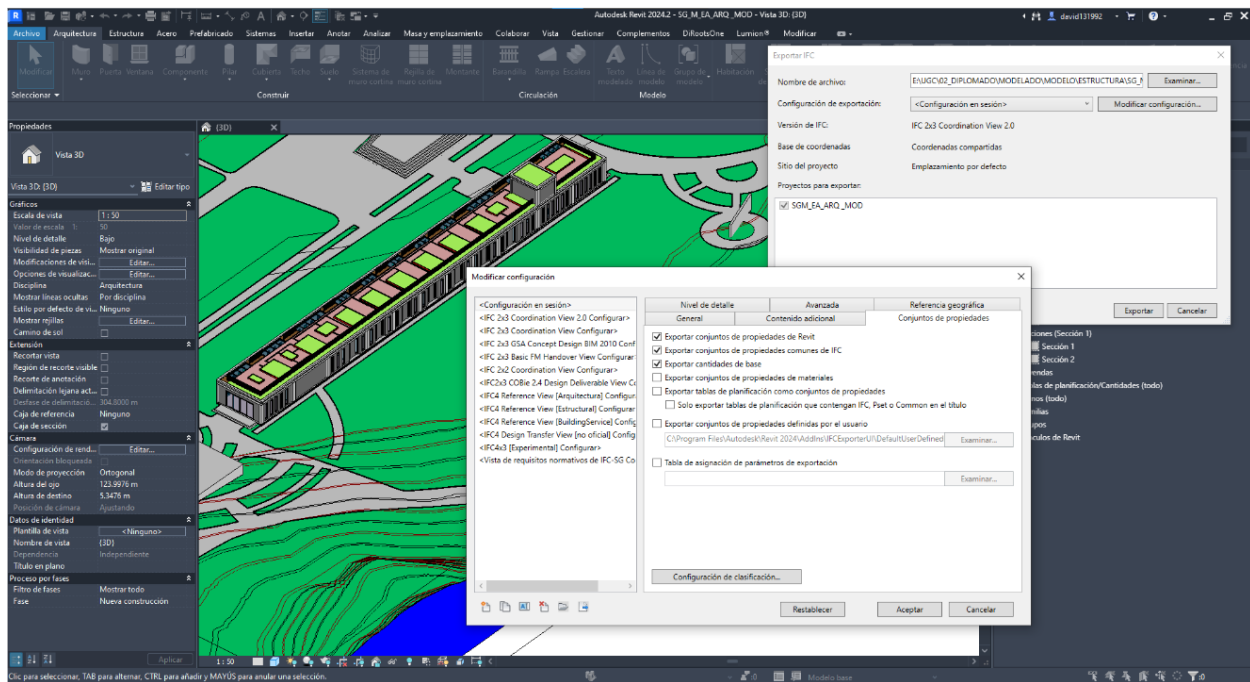 Autodesk Revit 2024.2 - SG_M_EA_ARQ_MOD - Vista 3D: {3D}
david131992
Archivo Arquitectura Estructura Acero Prefabricado Sistemas Insertar Anotar Analizar Masa y emplazamiento Colaborar Vista Gestionar Complementos DiRootsOne Lumion® Modificar
Modificar Muro Puerta Ventana Componente Pilar Cubierta Techo Suelo Sistema de muro cortina Rejilla de muro cortina Montante Barandilla Rampa Escalera Texto modelado Línea de modelo Grupo de modelo Habitación
Seleccionar Construir Circulación Modelo
Propiedades
{3D}
Vista 3D
Vista 3D: {3D} Editar tipo
Gráficos
Escala de vista 1 : 50
Valor de escala 1: 50
Nivel de detalle Bajo
Visibilidad de piezas Mostrar original
Modificaciones de visi... Editar...
Opciones de visualizac... Editar...
Disciplina Arquitectura
Mostrar líneas ocultas Por disciplina
Estilo por defecto de vi... Ninguno
Mostrar rejillas Editar...
Camino de sol
Extensión
Recortar vista
Región de recorte visible
Recorte de anotación
Delimitación lejana act...
Desfase de delimitació... 304.8000 m
Caja de referencia Ninguno
Caja de sección
Cámara
Configuración de rend... Editar...
Orientación bloqueada
Modo de proyección Ortogonal
Altura del ojo 123.9976 m
Altura de destino 5.3476 m
Posición de cámara Ajustando
Datos de identidad
Plantilla de vista <Ninguno>
Nombre de vista {3D}
Dependencia Independiente
Título en plano
Proceso por fases
Filtro de fases Mostrar todo
Fase Nueva construcción
Aplicar
1 : 50
Clic para seleccionar, TAB para alternar, CTRL para añadir y MAYÚS para anular una selección.
:0 Modelo base
:0
Exportar IFC
Nombre de archivo: E:\UGC\02_DIPLOMADO\MODELADO\MODELO\ESTRUCTURA\SG_M Examinar...
Configuración de exportación: <Configuración en sesión> Modificar configuración...
Versión de IFC: IFC 2x3 Coordination View 2.0
Base de coordenadas Coordenadas compartidas
Sitio del proyecto Emplazamiento por defecto
Proyectos para exportar:
SGM_EA_ARQ_MOD
Exportar Cancelar
ciones (Sección 1)
Sección 1
Sección 2
yendas
las de planificación/Cantidades (todo)
nos (todo)
milias
upos
culos de Revit
Modificar configuración
<Configuración en sesión>
<IFC 2x3 Coordination View 2.0 Configurar>
<IFC 2x3 Coordination View Configurar>
<IFC 2x3 GSA Concept Design BIM 2010 Conf
<IFC 2x3 Basic FM Handover View Configurar
<IFC 2x2 Coordination View Configurar>
<IFC2x3 COBie 2.4 Design Deliverable View Co
<IFC4 Reference View [Arquitectura] Configur
<IFC4 Reference View [Estructural] Configurar
<IFC4 Reference View [BuildingService] Config
<IFC4 Design Transfer View [no oficial] Config
<IFC4x3 [Experimental] Configurar>
<Vista de requisitos normativos de IFC-SG Co
Nivel de detalle Avanzada Referencia geográfica
General Contenido adicional Conjuntos de propiedades
Exportar conjuntos de propiedades de Revit
Exportar conjuntos de propiedades comunes de IFC
Exportar cantidades de base
Exportar conjuntos de propiedades de materiales
Exportar tablas de planificación como conjuntos de propiedades
Solo exportar tablas de planificación que contengan IFC, Pset o Common en el título
Exportar conjuntos de propiedades definidas por el usuario
C:\Program Files\Autodesk\Revit 2024\AddIns\IFCExporterUI\DefaultUserDefined Examinar...
Tabla de asignación de parámetros de exportación
Examinar...
Configuración de clasificación...
Restablecer Aceptar Cancelar